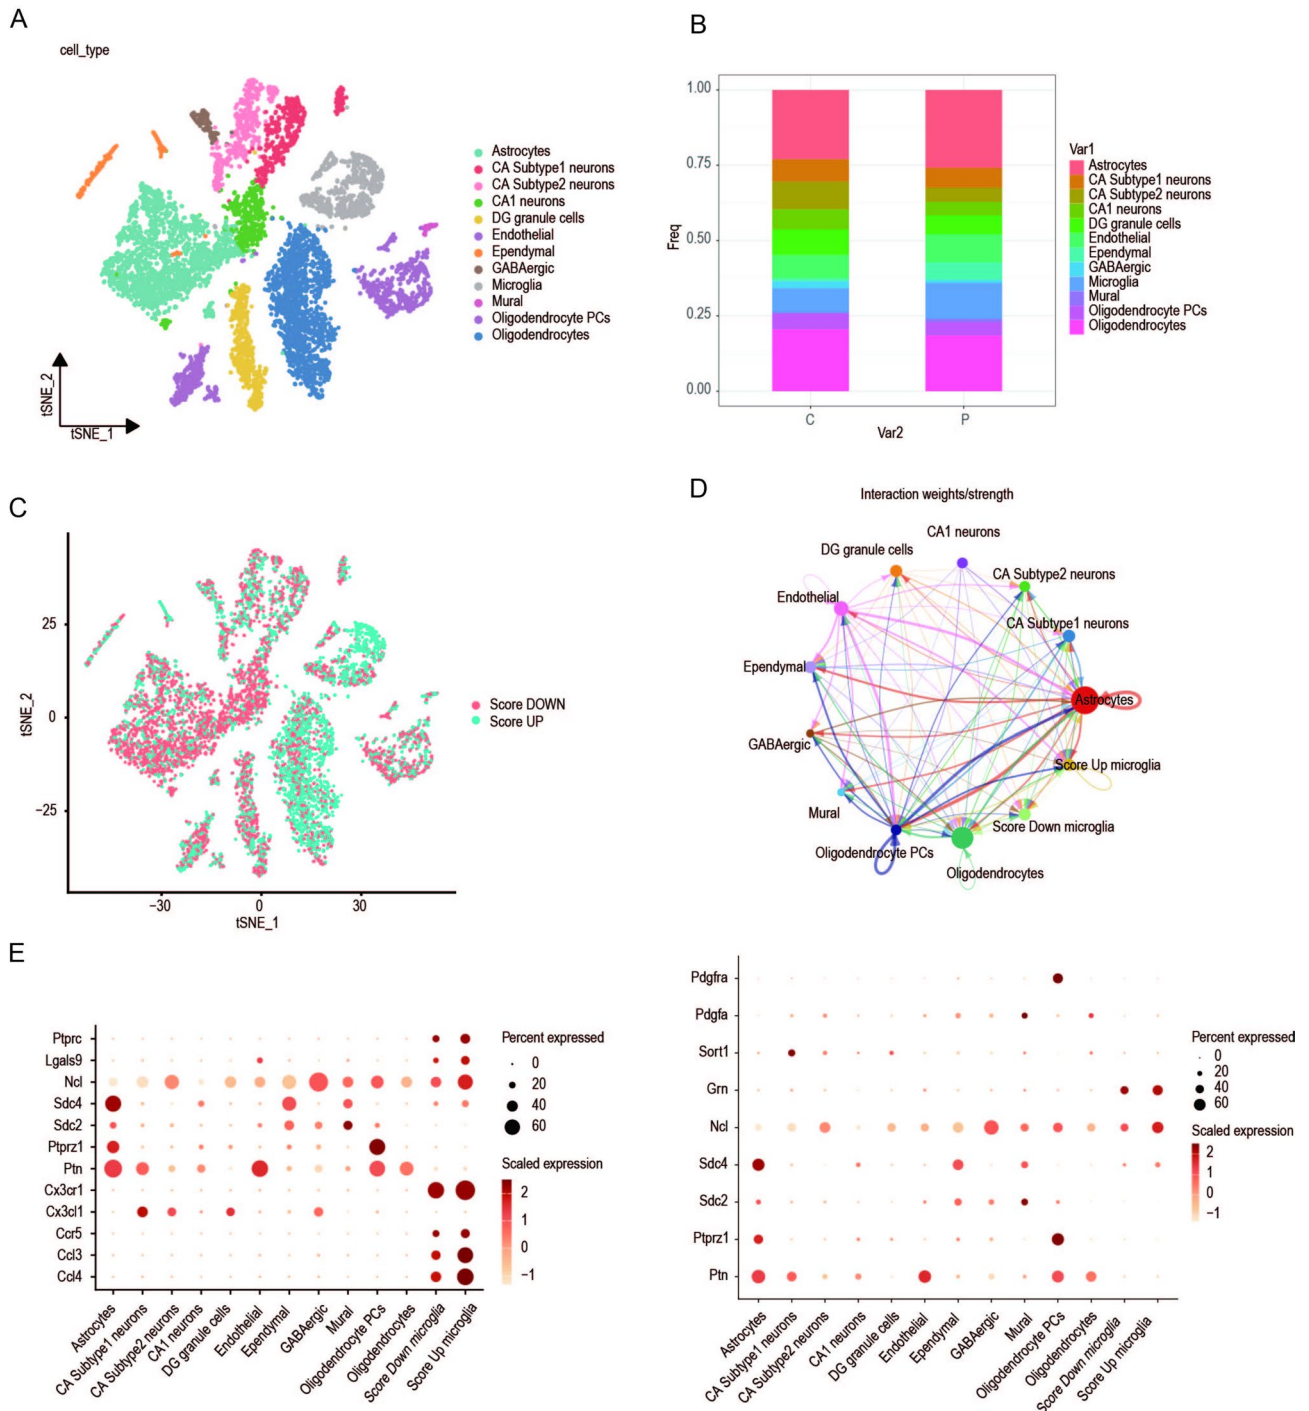 A
cell_type
Astrocytes
CA Subtype1 neurons
CA Subtype2 neurons
CA1 neurons
DG granule cells
Endothelial
Ependymal
GABAergic
Microglia
Mural
Oligodendrocyte PCs
Oligodendrocytes
tSNE_2
tSNE_1
B
1.00
0.75
0.50
0.25
0.00
Freq
C
P
Var2
Var1
Astrocytes
CA Subtype1 neurons
CA Subtype2 neurons
CA1 neurons
DG granule cells
Endothelial
Ependymal
GABAergic
Microglia
Mural
Oligodendrocyte PCs
Oligodendrocytes
C
25
0
−25
tSNE_2
−30
0
30
tSNE_1
Score DOWN
Score UP
D
Interaction weights/strength
CA1 neurons
DG granule cells
CA Subtype2 neurons
Endothelial
CA Subtype1 neurons
Ependymal
Astrocytes
GABAergic
Score Up microglia
Mural
Score Down microglia
Oligodendrocyte PCs
Oligodendrocytes
E
Ptprc
Lgals9
Ncl
Sdc4
Sdc2
Ptprz1
Ptn
Cx3cr1
Cx3cl1
Ccr5
Ccl3
Ccl4
Astrocytes
CA Subtype1 neurons
CA Subtype2 neurons
CA1 neurons
DG granule cells
Endothelial
Ependymal
GABAergic
Mural
Oligodendrocyte PCs
Oligodendrocytes
Score Down microglia
Score Up microglia
Percent expressed
0
20
40
60
Scaled expression
2
1
0
−1
Pdgfra
Pdgfa
Sort1
Grn
Ncl
Sdc4
Sdc2
Ptprz1
Ptn
Astrocytes
CA Subtype1 neurons
CA Subtype2 neurons
CA1 neurons
DG granule cells
Endothelial
Ependymal
GABAergic
Mural
Oligodendrocyte PCs
Oligodendrocytes
Score Down microglia
Score Up microglia
Percent expressed
0
20
40
60
Scaled expression
2
1
0
−1